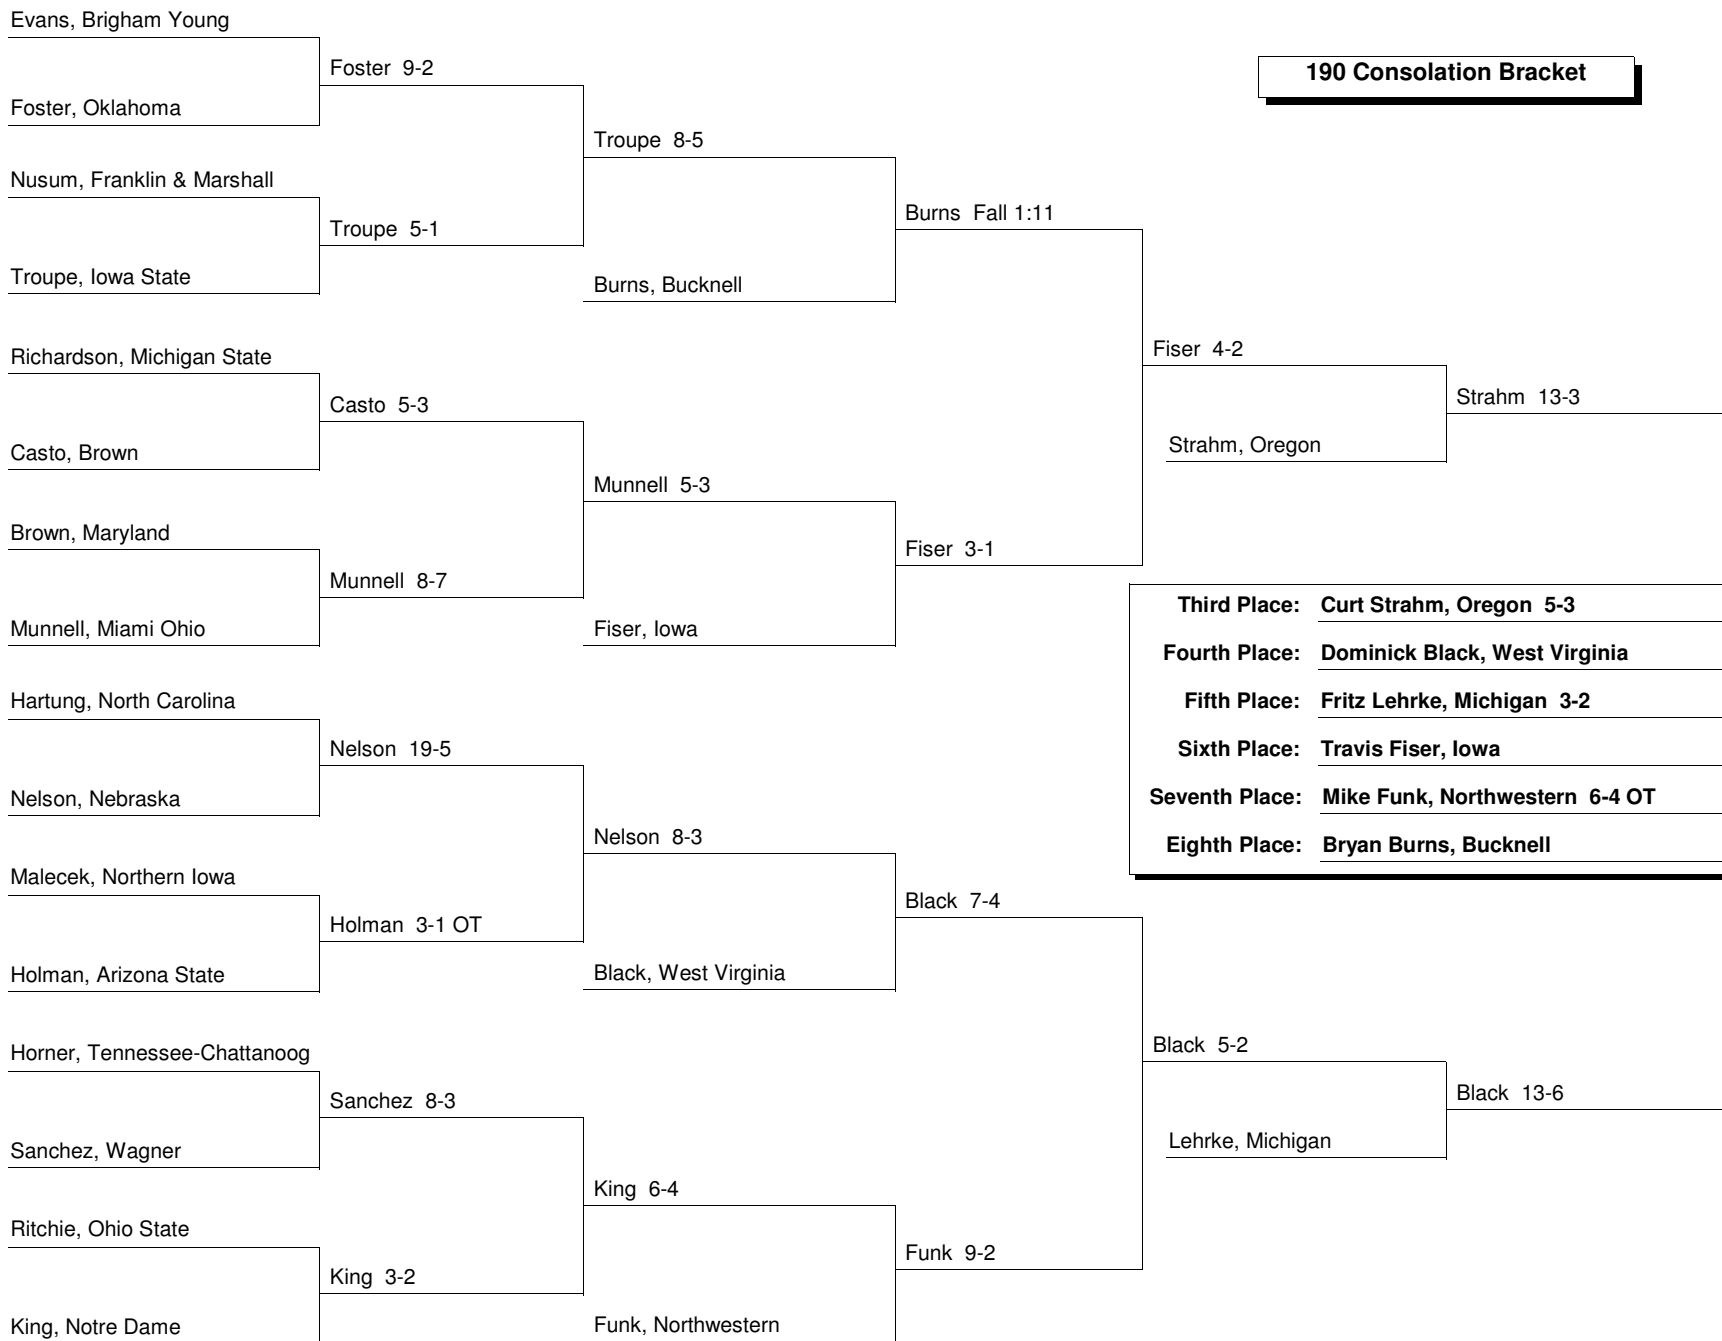 Evans, Brigham Young
Foster 9-2
190 Consolation Bracket
Foster, Oklahoma
Troupe 8-5
Nusum, Franklin & Marshall
Burns Fall 1:11
Troupe 5-1
Troupe, Iowa State
Burns, Bucknell
Richardson, Michigan State
Fiser 4-2
Casto 5-3
Strahm 13-3
Casto, Brown
Strahm, Oregon
Munnell 5-3
Brown, Maryland
Fiser 3-1
Munnell 8-7
Munnell, Miami Ohio
Fiser, Iowa
Third Place: Curt Strahm, Oregon 5-3
Fourth Place: Dominick Black, West Virginia
Fifth Place: Fritz Lehrke, Michigan 3-2
Sixth Place: Travis Fiser, Iowa
Seventh Place: Mike Funk, Northwestern 6-4 OT
Eighth Place: Bryan Burns, Bucknell
Hartung, North Carolina
Nelson 19-5
Nelson, Nebraska
Nelson 8-3
Malecek, Northern Iowa
Black 7-4
Holman 3-1 OT
Holman, Arizona State
Black, West Virginia
Horner, Tennessee-Chattanoog
Black 5-2
Sanchez 8-3
Black 13-6
Sanchez, Wagner
Lehrke, Michigan
King 6-4
Ritchie, Ohio State
Funk 9-2
King 3-2
King, Notre Dame
Funk, Northwestern